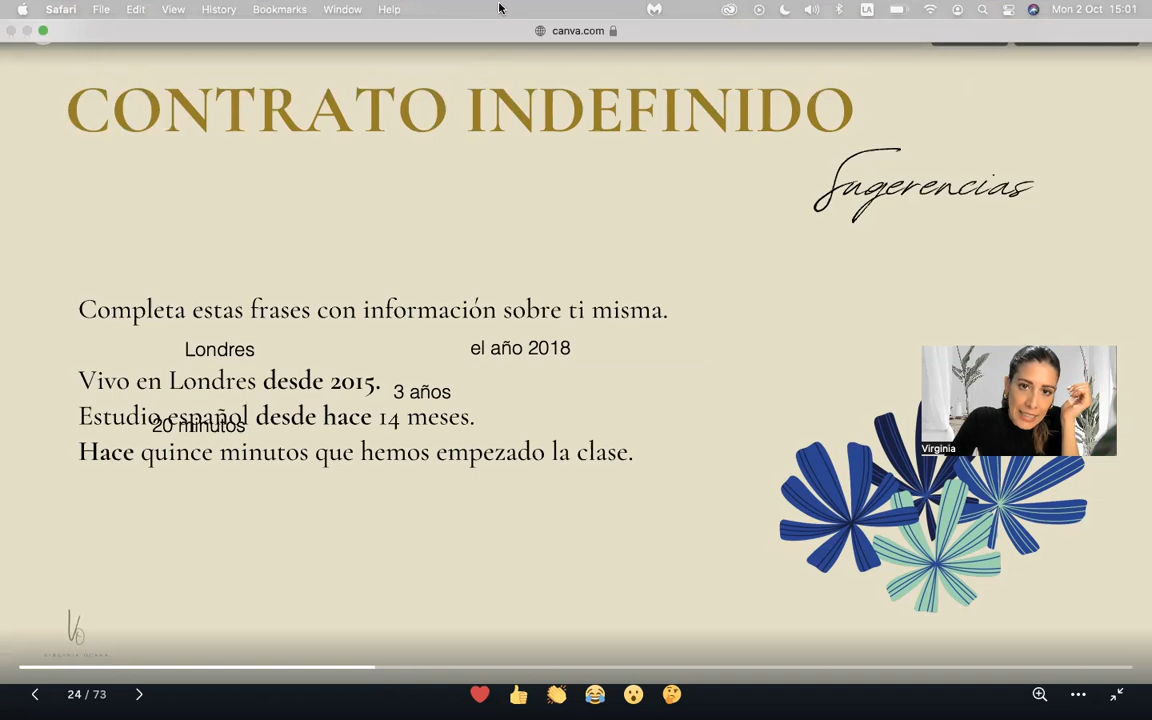 Safari File Edit View History Bookmarks Window Help LA Mon 2 Oct 15:01
canva.com
CONTRATO INDEFINIDO
Sugerencias
Completa estas frases con información sobre ti misma.
Londres el año 2018
Vivo en Londres desde 2015.
3 años
Estudio español desde hace 14 meses.
20 minutos
Hace quince minutos que hemos empezado la clase.
Virginia
24 / 73